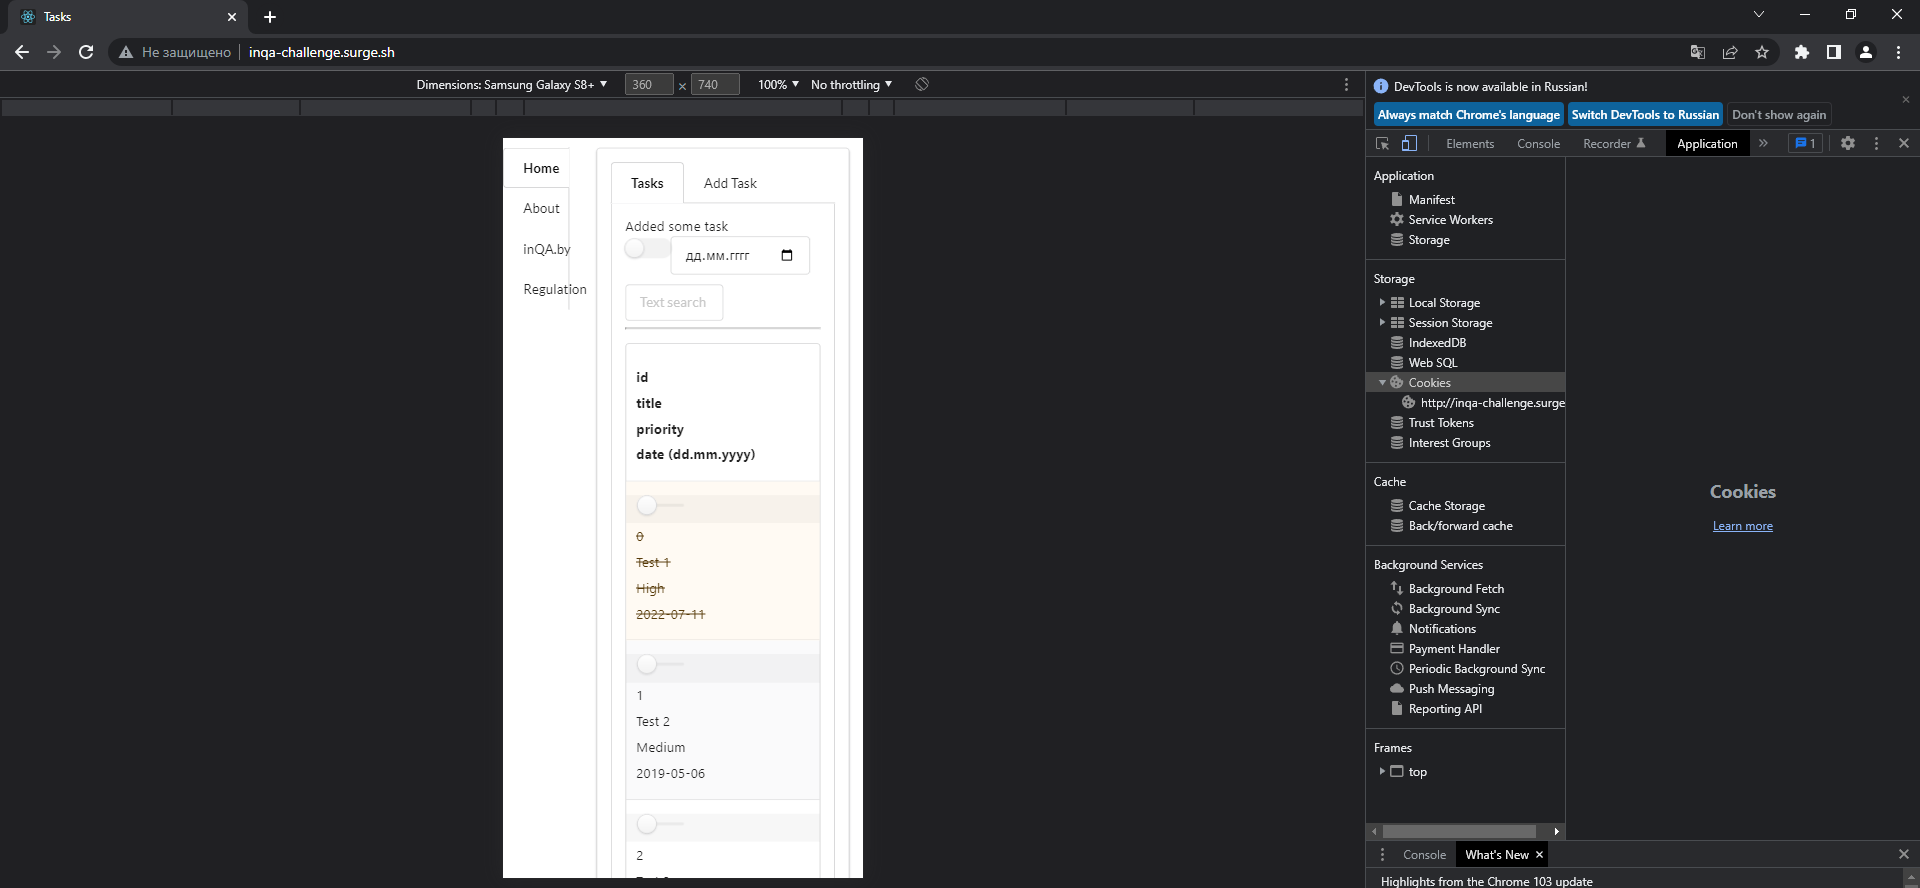 Tasks
Не защищено
inqa-challenge.surge.sh
Dimensions: Samsung Galaxy S8+
360
×
740
100%
No throttling
Home
About
inQA.by
Regulation
Tasks
Add Task
Added some task
дд.мм.гггг
Text search
id
title
priority
date (dd.mm.yyyy)
0
Test 1
High
2022-07-11
1
Test 2
Medium
2019-05-06
2
DevTools is now available in Russian!
Always match Chrome's language
Switch DevTools to Russian
Don't show again
Elements
Console
Recorder
Application
1
Application
Manifest
Service Workers
Storage
Storage
Local Storage
Session Storage
IndexedDB
Web SQL
Cookies
http://inqa-challenge.surge
Trust Tokens
Interest Groups
Cache
Cache Storage
Back/forward cache
Background Services
Background Fetch
Background Sync
Notifications
Payment Handler
Periodic Background Sync
Push Messaging
Reporting API
Frames
top
Cookies
Learn more
Console
What's New
Highlights from the Chrome 103 update